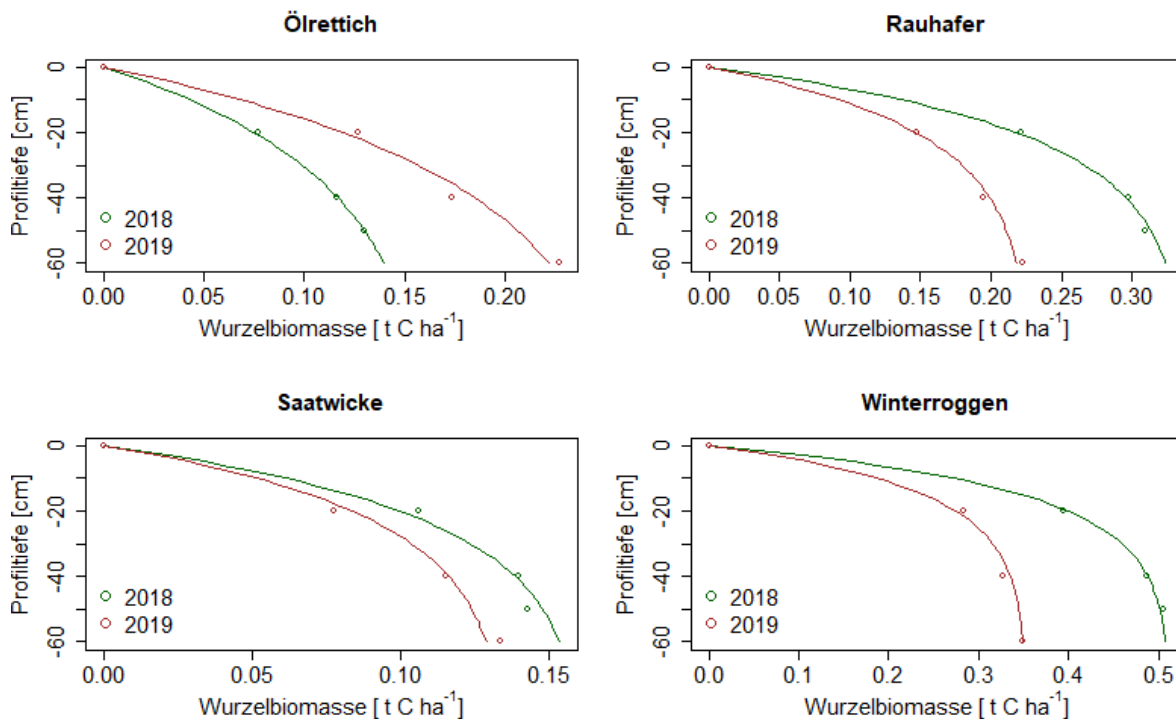 Ölrettich
Profiltiefe [cm]
0
-20
-40
-60
2018
2019
0.00 0.05 0.10 0.15 0.20
Wurzelbiomasse [ t C ha⁻¹]
Rauhafer
Profiltiefe [cm]
0
-20
-40
-60
2018
2019
0.00 0.05 0.10 0.15 0.20 0.25 0.30
Wurzelbiomasse [ t C ha⁻¹]
Saatwicke
Profiltiefe [cm]
0
-20
-40
-60
2018
2019
0.00 0.05 0.10 0.15
Wurzelbiomasse [ t C ha⁻¹]
Winterroggen
Profiltiefe [cm]
0
-20
-40
-60
2018
2019
0.0 0.1 0.2 0.3 0.4 0.5
Wurzelbiomasse [ t C ha⁻¹]